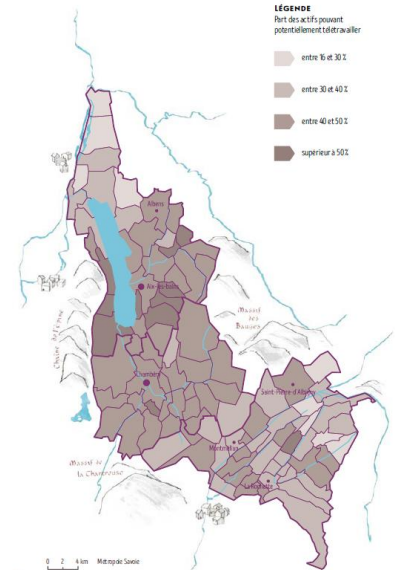 LÉGENDE
Part des actifs pouvant
potentiellement télétravailler
entre 16 et 30 %
entre 30 et 40 %
entre 40 et 50 %
supérieur à 50 %
Albens
Aix-les-Bains
Massif
des
Bauges
Chaîne de l'Épine
Chambéry
Saint-Pierre-d'Albigny
Montmélian
La Rochette
Massif de
la Chartreuse
0 2 4 km Métropole Savoie